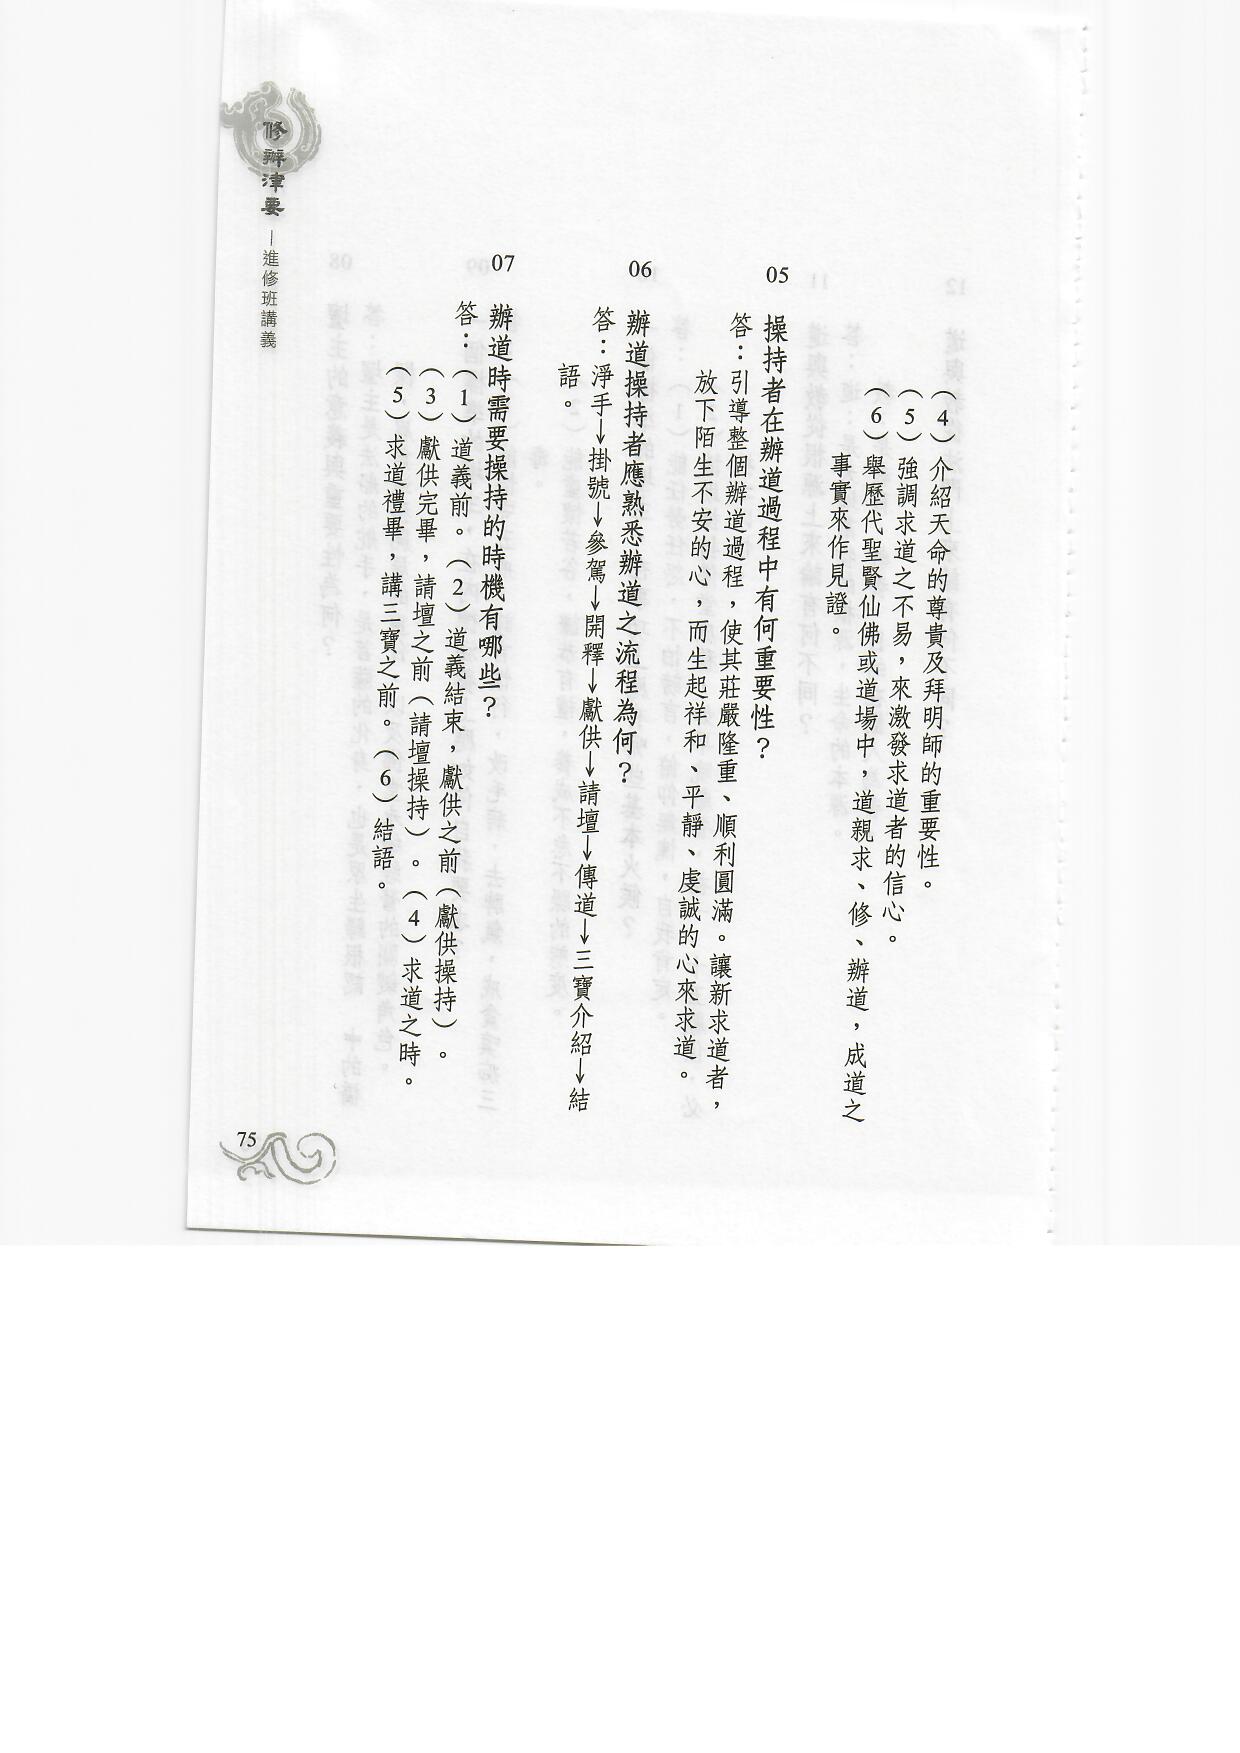 （4）介紹天命的尊貴及拜明師的重要性。
（5）強調求道之不易，來激發求道者的信心。
（6）舉歷代聖賢仙佛或道場中，道親求、修、辦道，成道之
事實來作見證。
05 操持者在辦道過程中有何重要性？
答：引導整個辦道過程，使其莊嚴隆重、順利圓滿。讓新求道者，
放下陌生不安的心，而生起祥和、平靜、虔誠的心來求道。
06 辦道操持者應熟悉辦道之流程為何？
答：淨手→掛號→參駕→開釋→獻供→請壇→傳道→三寶介紹→結
語。
07 辦道時需要操持的時機有哪些？
答：（1）道義前。（2）道義結束，獻供之前（獻供操持）。
（3）獻供完畢，請壇之前（請壇操持）。（4）求道之時。
（5）求道禮畢，講三寶之前。（6）結語。
修辦津要－進修班講義
75